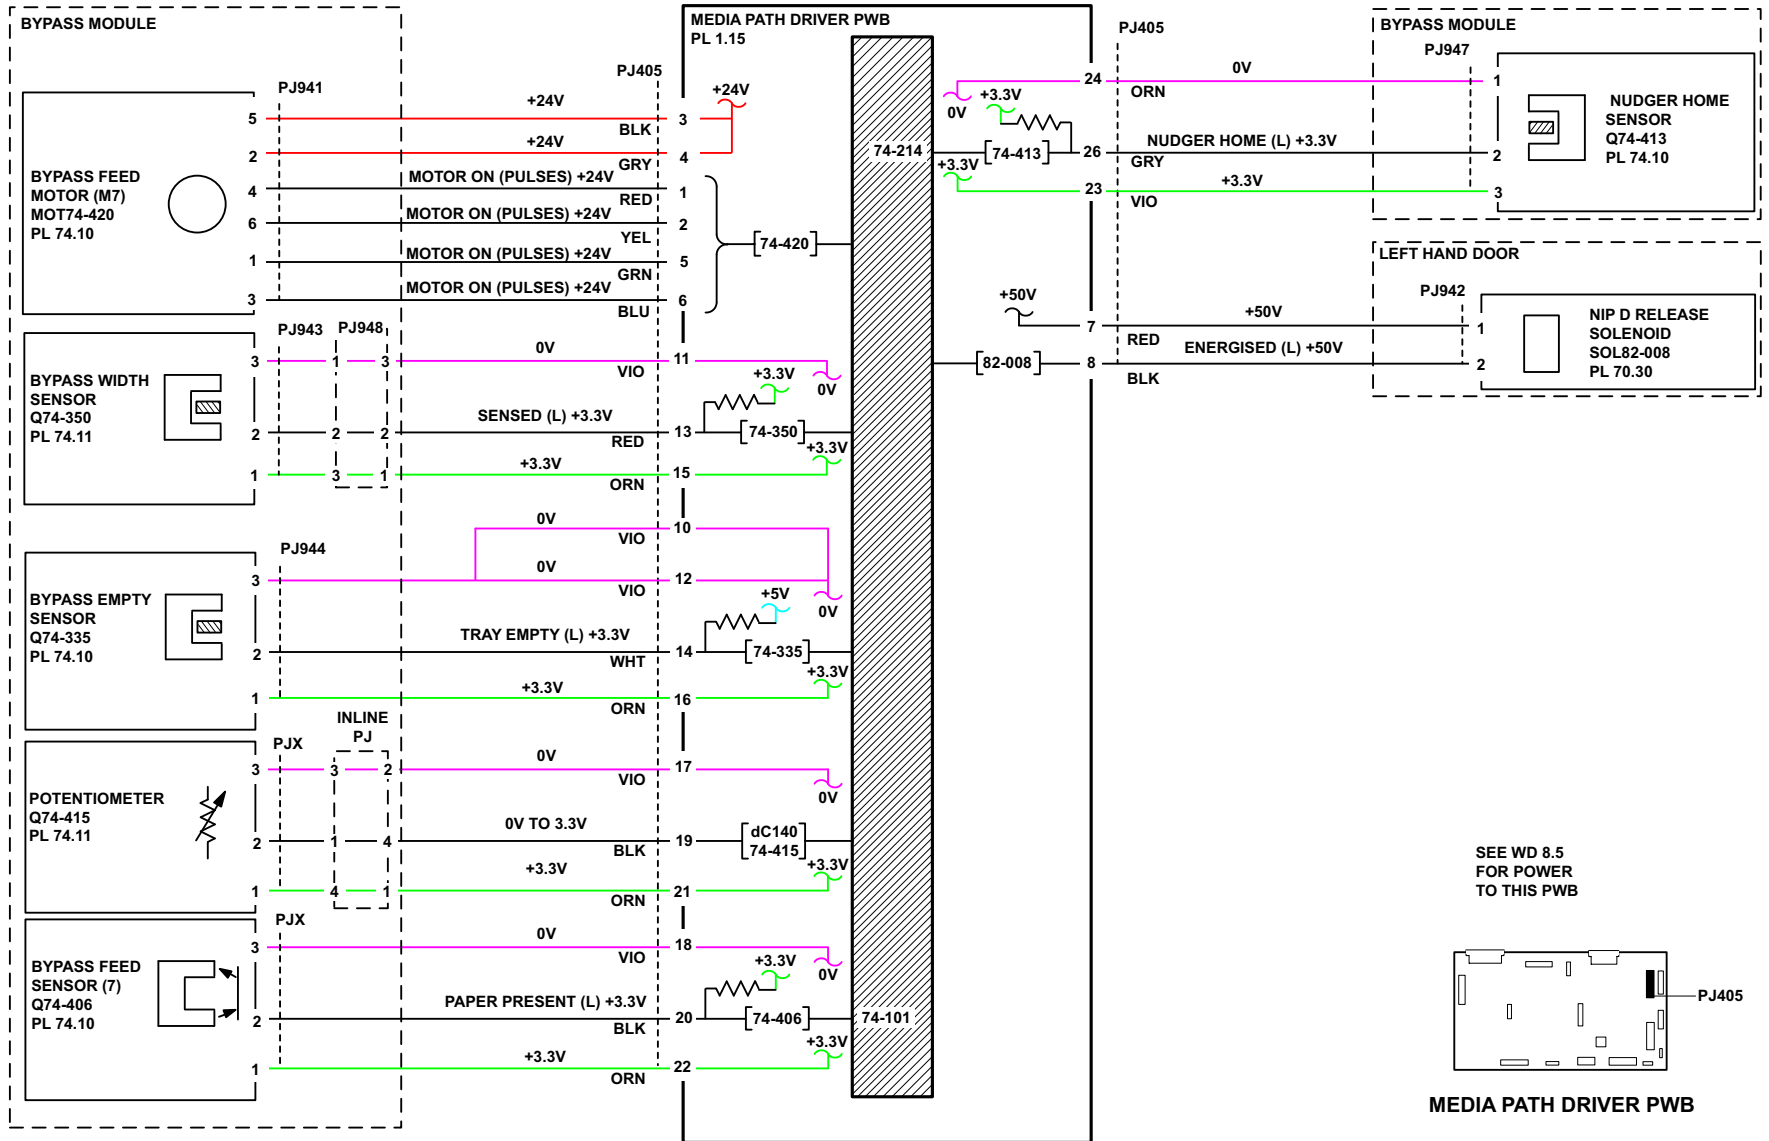 BYPASS MODULE
PJ941
PJ405
BYPASS FEED
MOTOR (M7)
MOT74-420
PL 74.10
5
+24V
BLK
3
2
+24V
GRY
4
4
MOTOR ON (PULSES) +24V
RED
1
6
MOTOR ON (PULSES) +24V
YEL
2
1
MOTOR ON (PULSES) +24V
GRN
5
3
MOTOR ON (PULSES) +24V
BLU
6
+24V
74-420
PJ943
PJ948
BYPASS WIDTH
SENSOR
Q74-350
PL 74.11
3
1
3
0V
VIO
11
0V
2
2
2
SENSED (L) +3.3V
RED
13
+3.3V
74-350
1
3
1
+3.3V
ORN
15
+3.3V
PJ944
BYPASS EMPTY
SENSOR
Q74-335
PL 74.10
0V
VIO
10
3
0V
VIO
12
0V
2
TRAY EMPTY (L) +3.3V
WHT
14
+5V
74-335
1
+3.3V
ORN
16
+3.3V
PJX
INLINE
PJ
POTENTIOMETER
Q74-415
PL 74.11
3
3
2
0V
VIO
17
0V
2
1
4
0V TO 3.3V
BLK
19
dC140
74-415
1
4
1
+3.3V
ORN
21
+3.3V
PJX
BYPASS FEED
SENSOR (7)
Q74-406
PL 74.10
3
0V
VIO
18
0V
2
PAPER PRESENT (L) +3.3V
BLK
20
+3.3V
74-406
74-101
1
+3.3V
ORN
22
+3.3V
MEDIA PATH DRIVER PWB
PL 1.15
74-214
PJ405
BYPASS MODULE
PJ947
0V
24
0V
ORN
1
+3.3V
74-413
26
NUDGER HOME (L) +3.3V
GRY
2
+3.3V
23
+3.3V
VIO
3
NUDGER HOME
SENSOR
Q74-413
PL 74.10
LEFT HAND DOOR
PJ942
+50V
7
+50V
RED
1
82-008
8
ENERGISED (L) +50V
BLK
2
NIP D RELEASE
SOLENOID
SOL82-008
PL 70.30
SEE WD 8.5
FOR POWER
TO THIS PWB
PJ405
MEDIA PATH DRIVER PWB